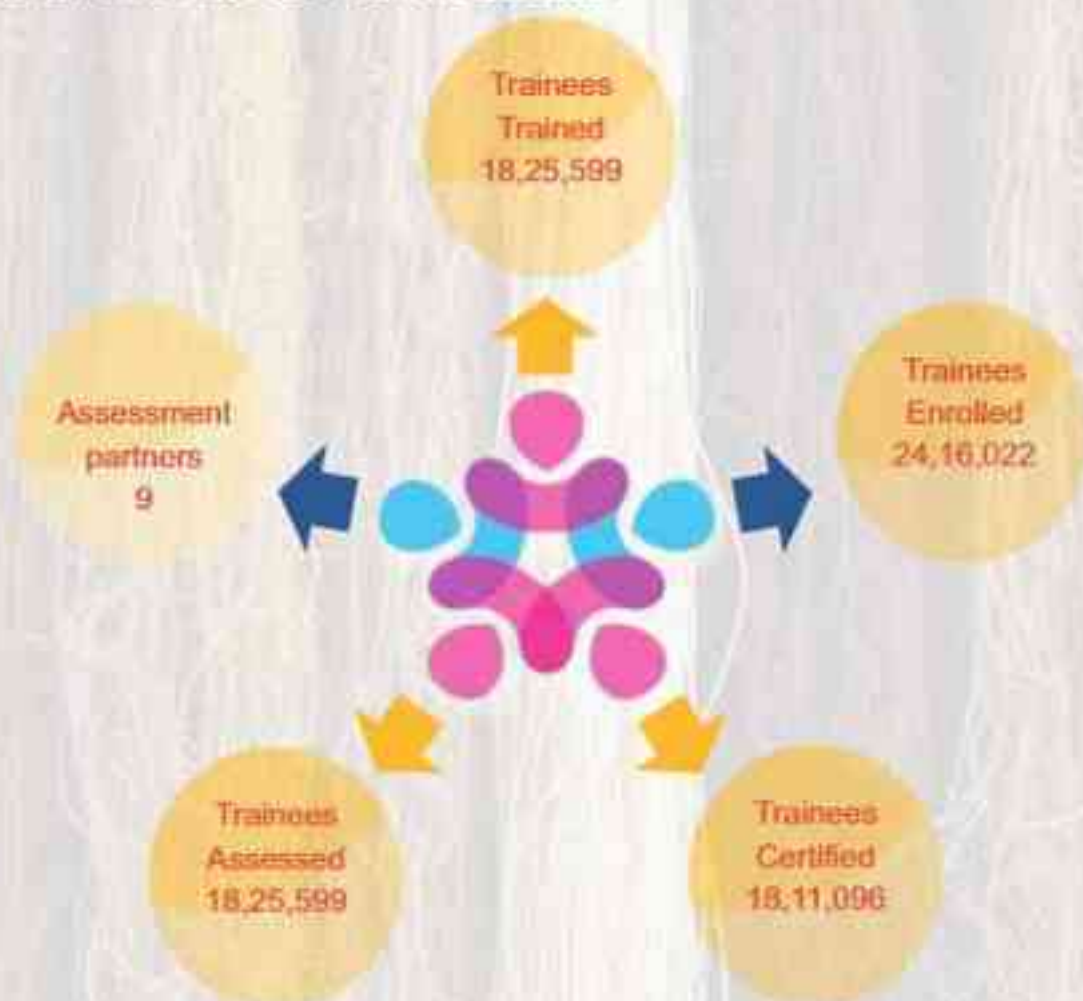 Trainees
Trained
18,25,599
Assessment
partners
9
Trainees
Enrolled
24,16,022
Trainees
Assessed
18,25,599
Trainees
Certified
18,11,096